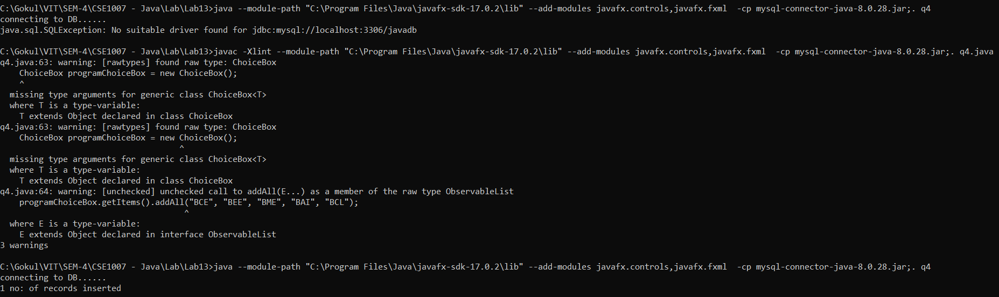 C:\Gokul\VIT\SEM-4\CSE1007 - Java\Lab\Lab13>java --module-path "C:\Program Files\Java\javafx-sdk-17.0.2\lib" --add-modules javafx.controls,javafx.fxml  -cp mysql-connector-java-8.0.28.jar;. q4
connecting to DB......
java.sql.SQLException: No suitable driver found for jdbc:mysql://localhost:3306/javadb
C:\Gokul\VIT\SEM-4\CSE1007 - Java\Lab\Lab13>javac -Xlint --module-path "C:\Program Files\Java\javafx-sdk-17.0.2\lib" --add-modules javafx.controls,javafx.fxml  -cp mysql-connector-java-8.0.28.jar;. q4.java
q4.java:63: warning: [rawtypes] found raw type: ChoiceBox
    ChoiceBox programChoiceBox = new ChoiceBox();
    ^
  missing type arguments for generic class ChoiceBox<T>
  where T is a type-variable:
    T extends Object declared in class ChoiceBox
q4.java:63: warning: [rawtypes] found raw type: ChoiceBox
    ChoiceBox programChoiceBox = new ChoiceBox();
                                     ^
  missing type arguments for generic class ChoiceBox<T>
  where T is a type-variable:
    T extends Object declared in class ChoiceBox
q4.java:64: warning: [unchecked] unchecked call to addAll(E...) as a member of the raw type ObservableList
    programChoiceBox.getItems().addAll("BCE", "BEE", "BME", "BAI", "BCL");
                                      ^
  where E is a type-variable:
    E extends Object declared in interface ObservableList
3 warnings
C:\Gokul\VIT\SEM-4\CSE1007 - Java\Lab\Lab13>java --module-path "C:\Program Files\Java\javafx-sdk-17.0.2\lib" --add-modules javafx.controls,javafx.fxml  -cp mysql-connector-java-8.0.28.jar;. q4
connecting to DB......
1 no: of records inserted